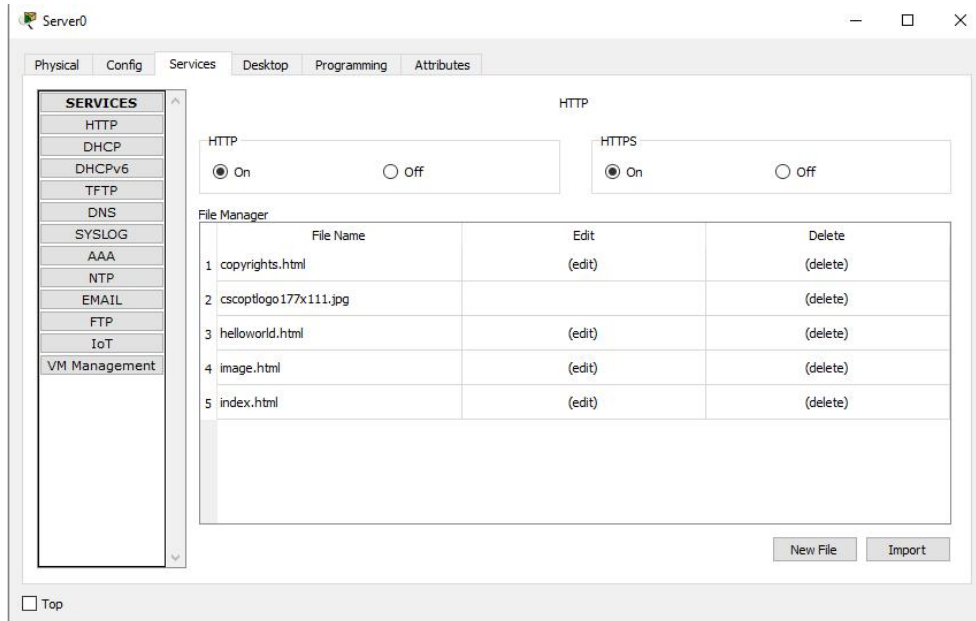 Server0
Physical Config Services Desktop Programming Attributes
SERVICES
HTTP
DHCP
DHCPv6
TFTP
DNS
SYSLOG
AAA
NTP
EMAIL
FTP
IoT
VM Management
HTTP
HTTP
On Off
HTTPS
On Off
File Manager
File Name Edit Delete
1 copyrights.html (edit) (delete)
2 cscoptlogo177x111.jpg (delete)
3 helloworld.html (edit) (delete)
4 image.html (edit) (delete)
5 index.html (edit) (delete)
New File Import
Top